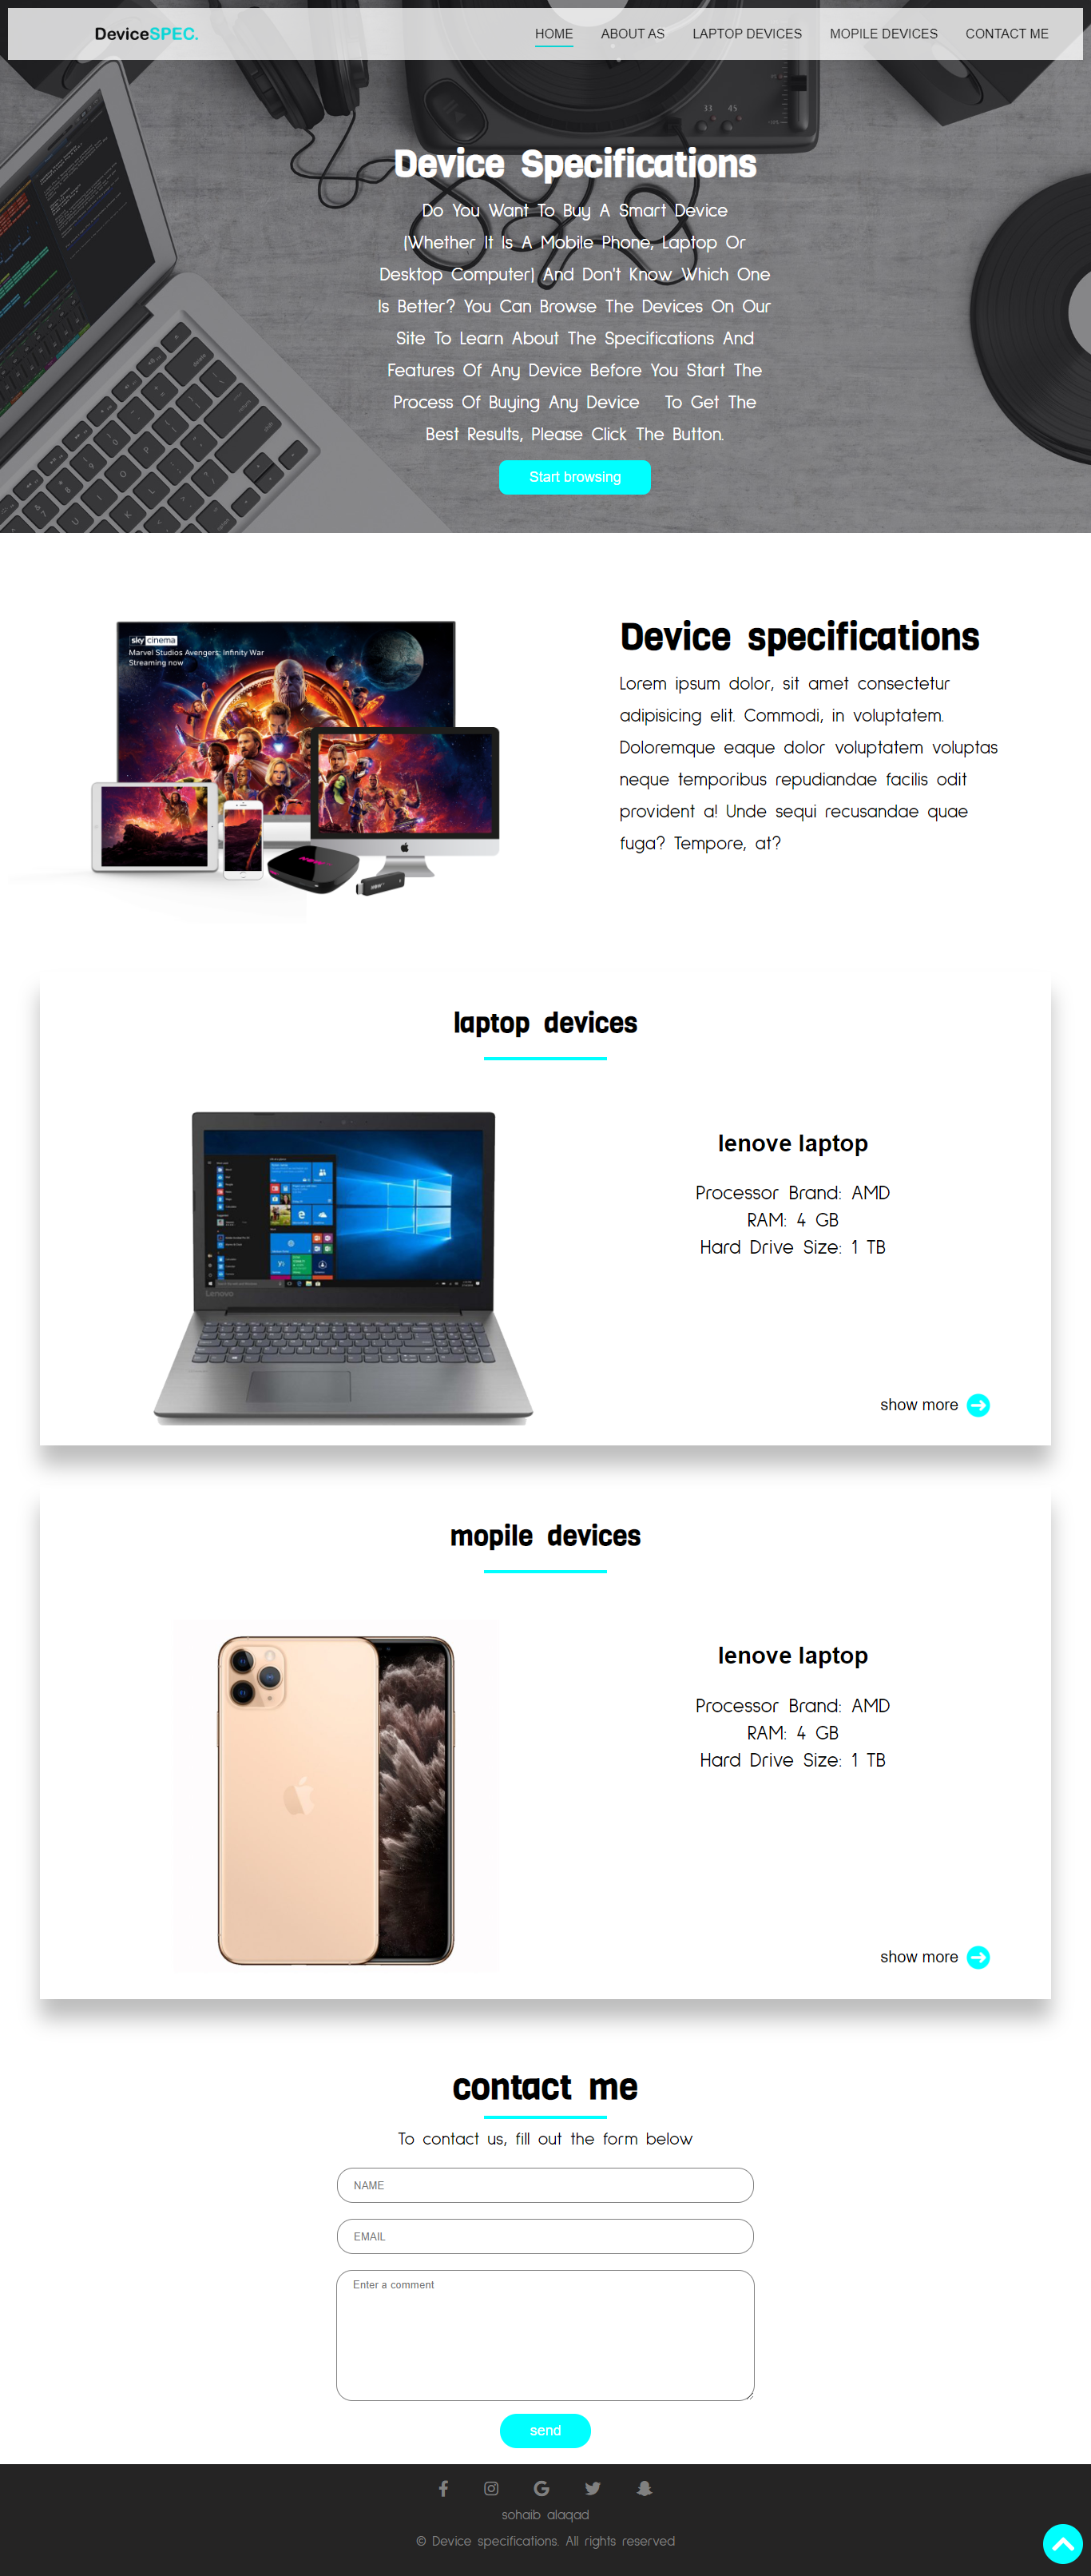 DeviceSPEC.
HOME ABOUT AS LAPTOP DEVICES MOPILE DEVICES CONTACT ME
33 45
Device Specifications
Do You Want To Buy A Smart Device
(Whether It Is A Mobile Phone, Laptop Or
Desktop Computer) And Don't Know Which One
Is Better? You Can Browse The Devices On Our
Site To Learn About The Specifications And
Features Of Any Device Before You Start The
Process Of Buying Any Device To Get The
Best Results, Please Click The Button.
Start browsing
sky cinema
Marvel Studios Avengers: Infinity War
Streaming now
Device specifications
Lorem ipsum dolor, sit amet consectetur
adipisicing elit. Commodi, in voluptatem.
Doloremque eaque dolor voluptatem voluptas
neque temporibus repudiandae facilis odit
provident a! Unde sequi recusandae quae
fuga? Tempore, at?
laptop devices
lenove laptop
Processor Brand: AMD
RAM: 4 GB
Hard Drive Size: 1 TB
Lenovo
show more
mopile devices
lenove laptop
Processor Brand: AMD
RAM: 4 GB
Hard Drive Size: 1 TB
show more
contact me
To contact us, fill out the form below
NAME
EMAIL
Enter a comment
send
sohaib alaqad
© Device specifications. All rights reserved